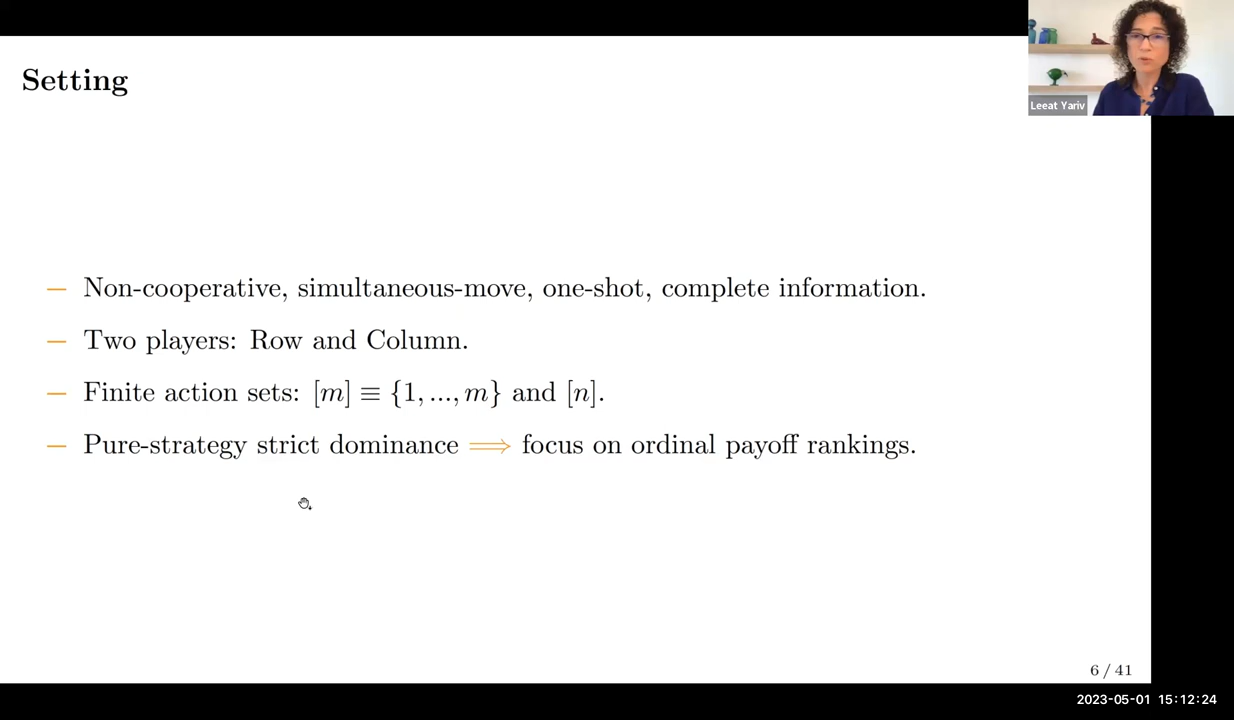 Setting
Leeat Yariv
— Non-cooperative, simultaneous-move, one-shot, complete information.
— Two players: Row and Column.
— Finite action sets: [m] ≡ {1, ..., m} and [n].
— Pure-strategy strict dominance ⟹ focus on ordinal payoff rankings.
6 / 41
2023-05-01 15:12:24